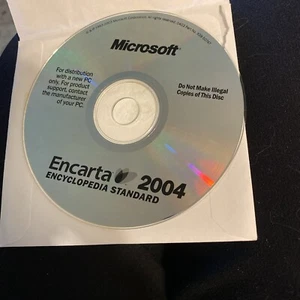 Microsoft
For distribution
with a new PC
only. For product
support, contact
the manufacturer
of your PC.
Do Not Make Illegal
Copies of This Disc
Encarta 2004
ENCYCLOPEDIA STANDARD